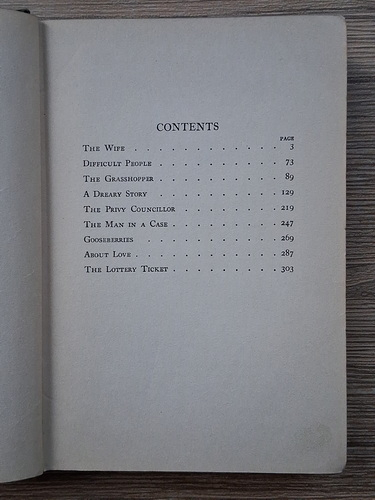 CONTENTS
PAGE
The Wife . . . . . . . . . . . . 3
Difficult People . . . . . . . . . . 73
The Grasshopper . . . . . . . . . . 89
A Dreary Story . . . . . . . . . . 129
The Privy Councillor . . . . . . . . 219
The Man in a Case . . . . . . . . . 247
Gooseberries . . . . . . . . . . 269
About Love . . . . . . . . . . . 287
The Lottery Ticket . . . . . . . . . 303